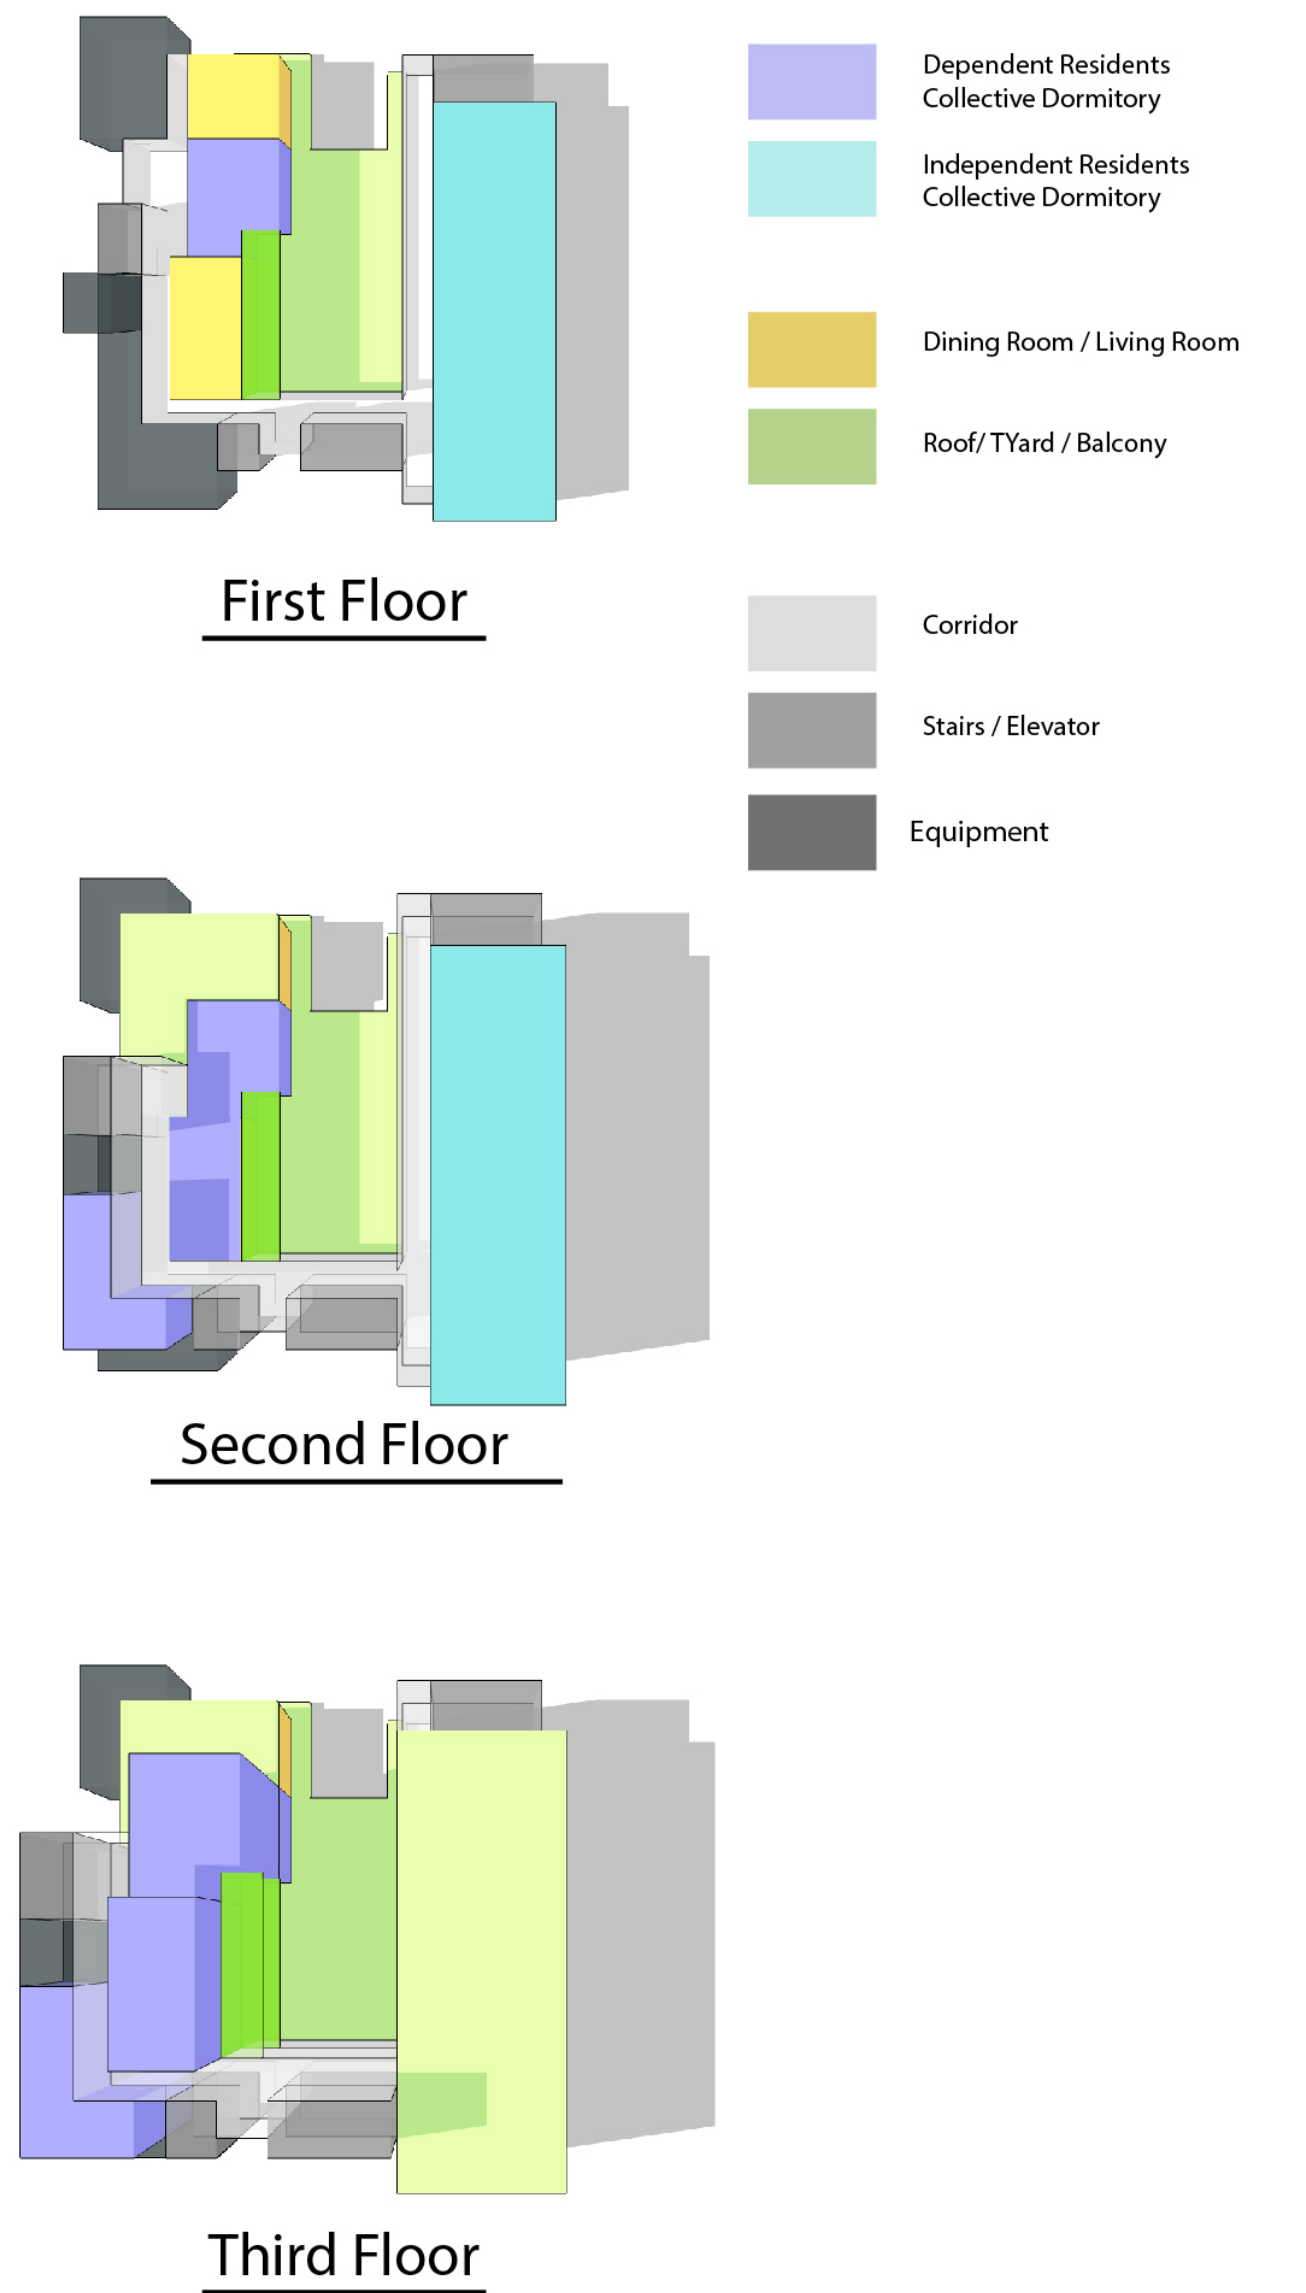 Dependent Residents
Collective Dormitory
Independent Residents
Collective Dormitory
Dining Room / Living Room
Roof/ TYard / Balcony
First Floor
Corridor
Stairs / Elevator
Equipment
Second Floor
Third Floor